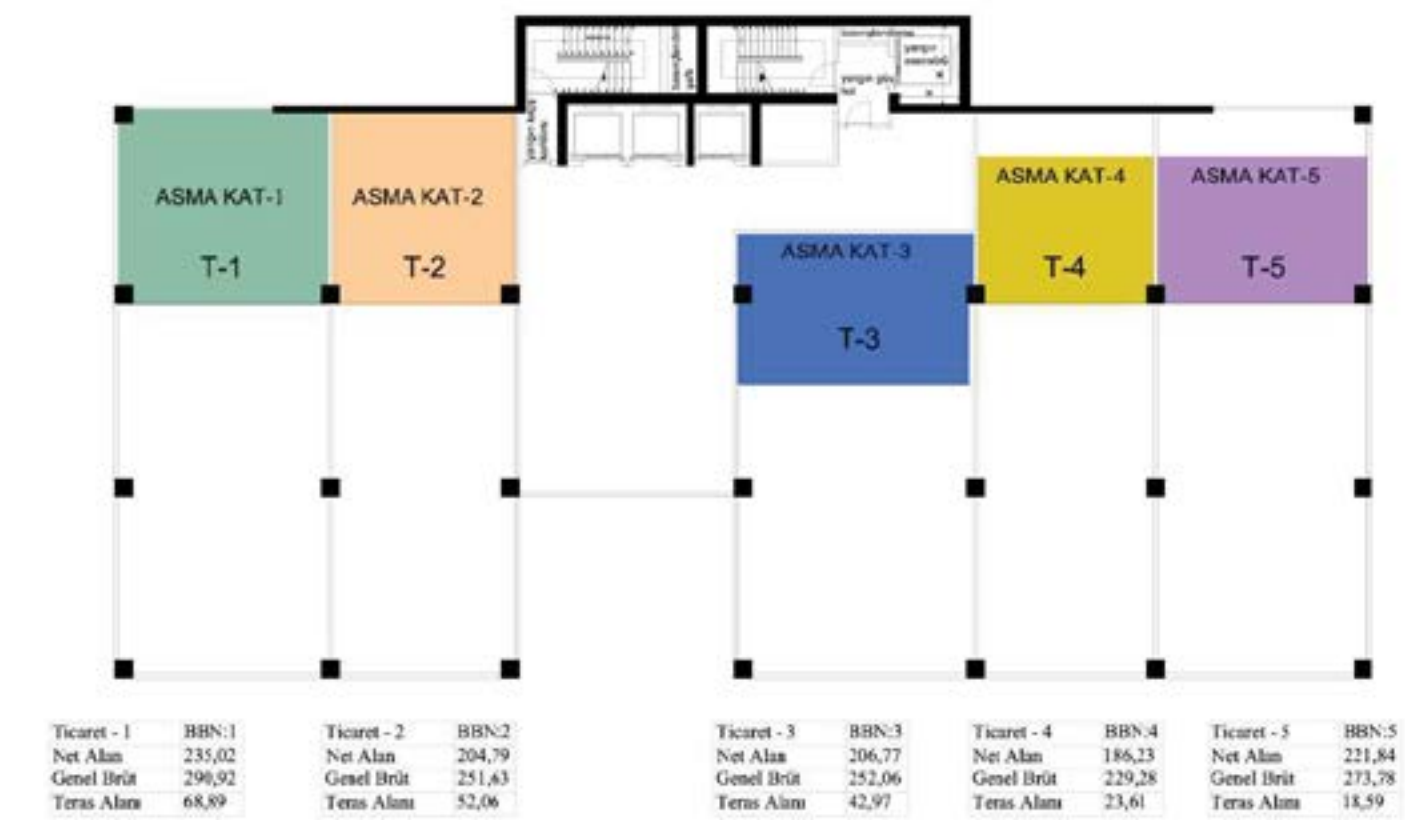 yangın
yangın güv.
hol
ASMA KAT-1
T-1
ASMA KAT-2
T-2
ASMA KAT-3
T-3
ASMA KAT-4
T-4
ASMA KAT-5
T-5
Ticaret - 1 BBN:1
Net Alan 235,02
Genel Brüt 290,92
Teras Alanı 68,89
Ticaret - 2 BBN:2
Net Alan 204,79
Genel Brüt 251,63
Teras Alanı 52,06
Ticaret - 3 BBN:3
Net Alan 206,77
Genel Brüt 252,06
Teras Alanı 42,97
Ticaret - 4 BBN:4
Net Alan 186,23
Genel Brüt 229,28
Teras Alanı 23,61
Ticaret - 5 BBN:5
Net Alan 221,84
Genel Brüt 273,78
Teras Alanı 18,59